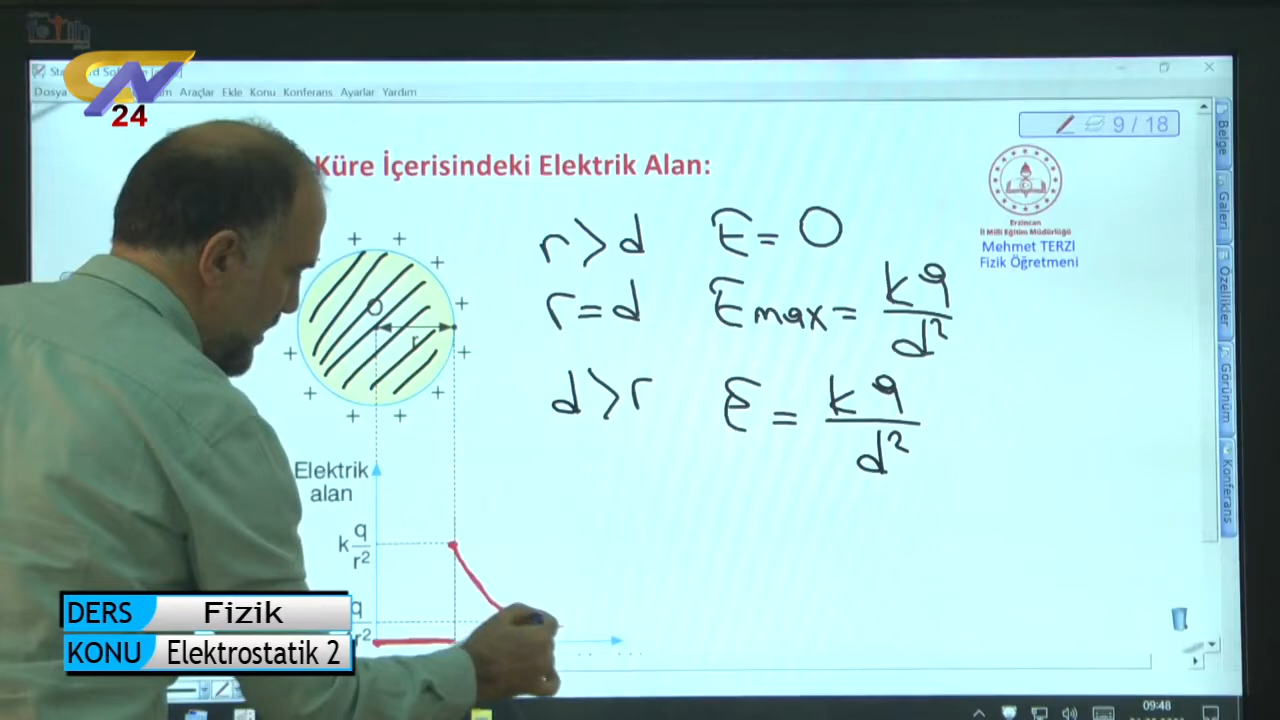 fatih
24
Dosya
Araçlar Ekle Konu Konferans Ayarlar Yardım
9 / 18
Küre İçerisindeki Elektrik Alan:
Erzincan
İl Milli Eğitim Müdürlüğü
Mehmet TERZİ
Fizik Öğretmeni
r>d E= 0
r=d Emax= kq/d²
d>r E= kq/d²
O
r
Elektrik
alan
k q/r²
q/r²
Belge
Galeri
Özellikler
Görünüm
Konferans
DERS Fizik
KONU Elektrostatik 2
09:48